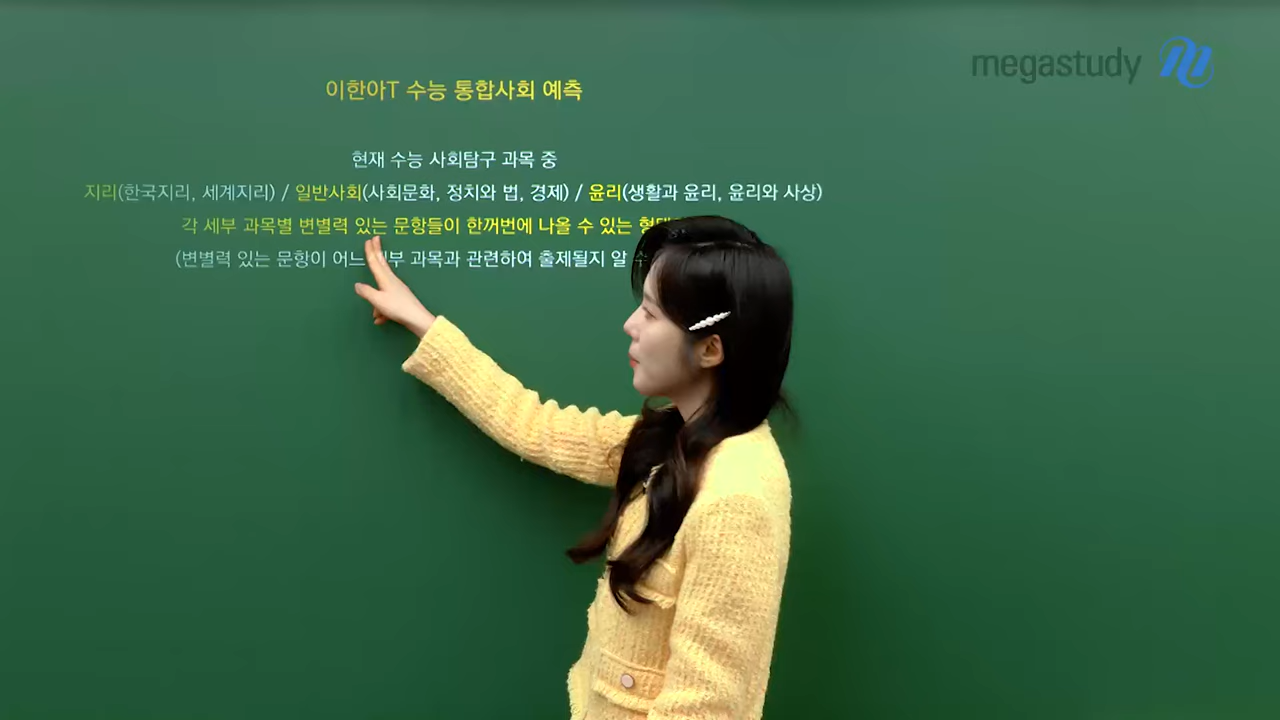 megastudy
이한아T 수능 통합사회 예측
현재 수능 사회탐구 과목 중
지리(한국지리, 세계지리) / 일반사회(사회문화, 정치와 법, 경제) / 윤리(생활과 윤리, 윤리와 사상)
각 세부 과목별 변별력 있는 문항들이 한꺼번에 나올 수 있는
(변별력 있는 문항이 어느 과목과 관련하여 출제될지 알